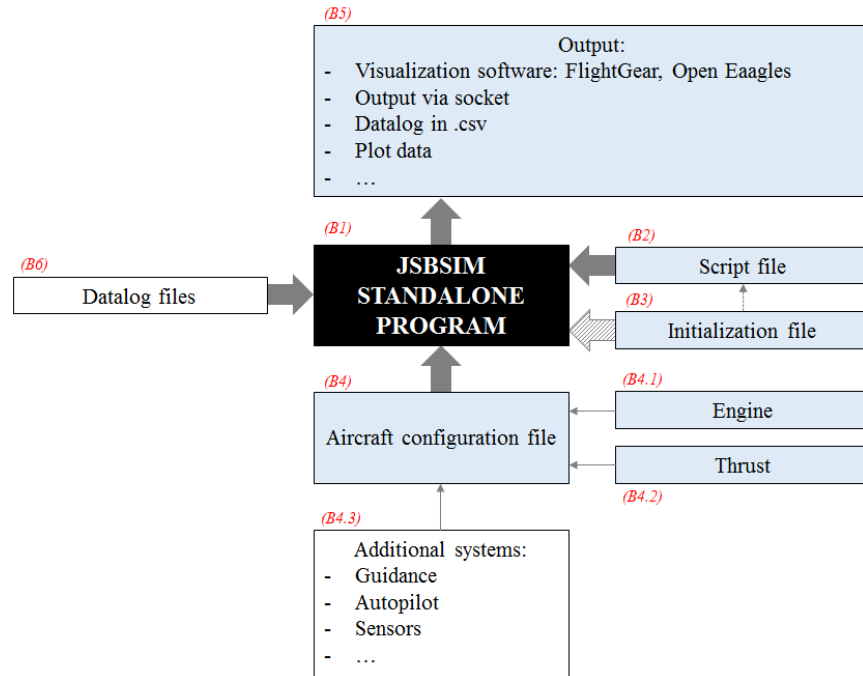 (B5)
Output:
- Visualization software: FlightGear, Open Eaagles
- Output via socket
- Datalog in .csv
- Plot data
- …
(B1)
JSBSIM
STANDALONE
PROGRAM
(B2)
Script file
(B6)
Datalog files
(B3)
Initialization file
(B4)
Aircraft configuration file
(B4.1)
Engine
Thrust
(B4.2)
(B4.3)
Additional systems:
- Guidance
- Autopilot
- Sensors
- …